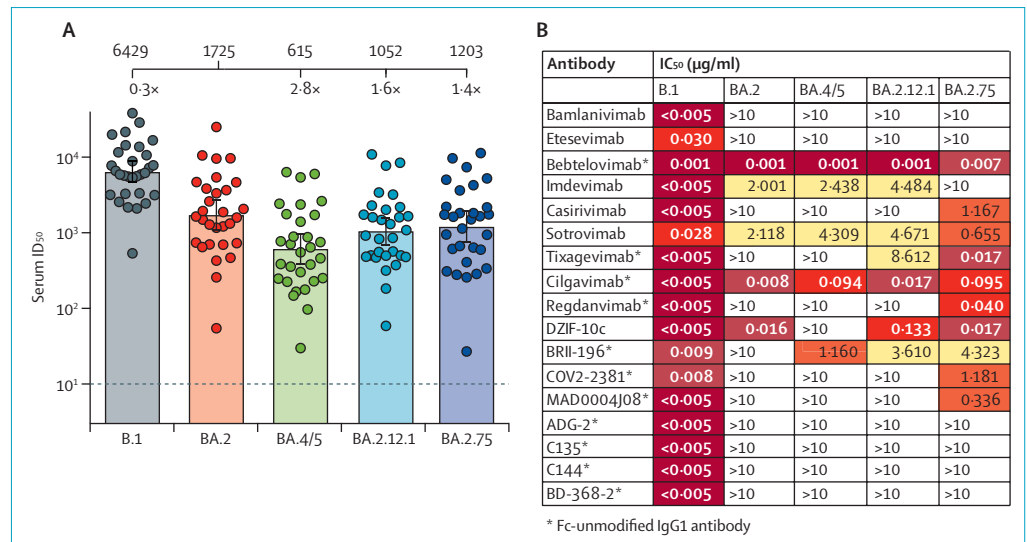 A
6429 1725 615 1052 1203
0·3× 2·8× 1·6× 1·4×
10⁴
10³
10²
10¹
Serum ID₅₀
B.1 BA.2 BA.4/5 BA.2.12.1 BA.2.75
B
Antibody IC₅₀ (µg/ml)
B.1 BA.2 BA.4/5 BA.2.12.1 BA.2.75
Bamlanivimab <0·005 >10 >10 >10 >10
Etesevimab 0·030 >10 >10 >10 >10
Bebtelovimab* 0·001 0·001 0·001 0·001 0·007
Imdevimab <0·005 2·001 2·438 4·484 >10
Casirivimab <0·005 >10 >10 >10 1·167
Sotrovimab 0·028 2·118 4·309 4·671 0·655
Tixagevimab* <0·005 >10 >10 8·612 0·017
Cilgavimab* <0·005 0·008 0·094 0·017 0·095
Regdanvimab* <0·005 >10 >10 >10 0·040
DZIF-10c <0·005 0·016 >10 0·133 0·017
BRII-196* 0·009 >10 1·160 3·610 4·323
COV2-2381* 0·008 >10 >10 >10 1·181
MAD0004J08* <0·005 >10 >10 >10 0·336
ADG-2* <0·005 >10 >10 >10 >10
C135* <0·005 >10 >10 >10 >10
C144* <0·005 >10 >10 >10 >10
BD-368-2* <0·005 >10 >10 >10 >10
* Fc-unmodified IgG1 antibody